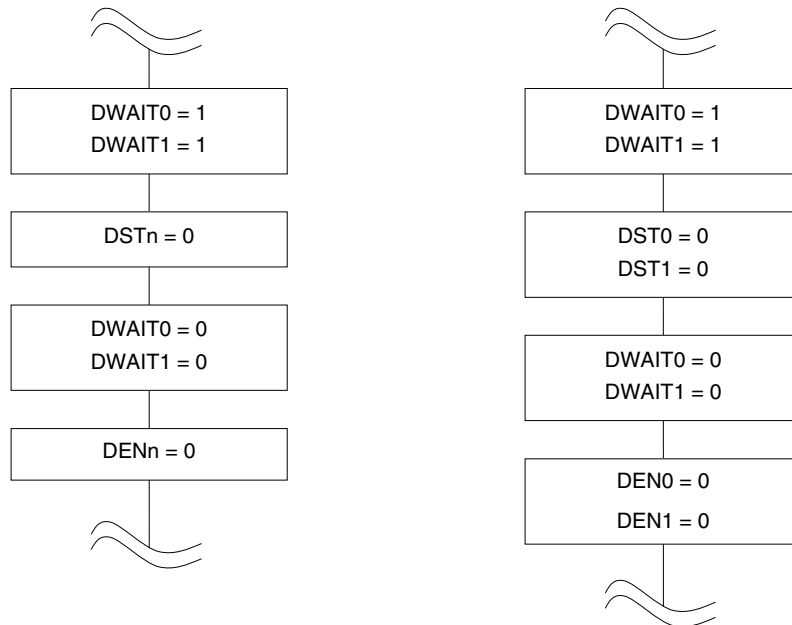 DWAIT0 = 1
DWAIT1 = 1
DSTn = 0
DWAIT0 = 0
DWAIT1 = 0
DENn = 0
DWAIT0 = 1
DWAIT1 = 1
DST0 = 0
DST1 = 0
DWAIT0 = 0
DWAIT1 = 0
DEN0 = 0
DEN1 = 0